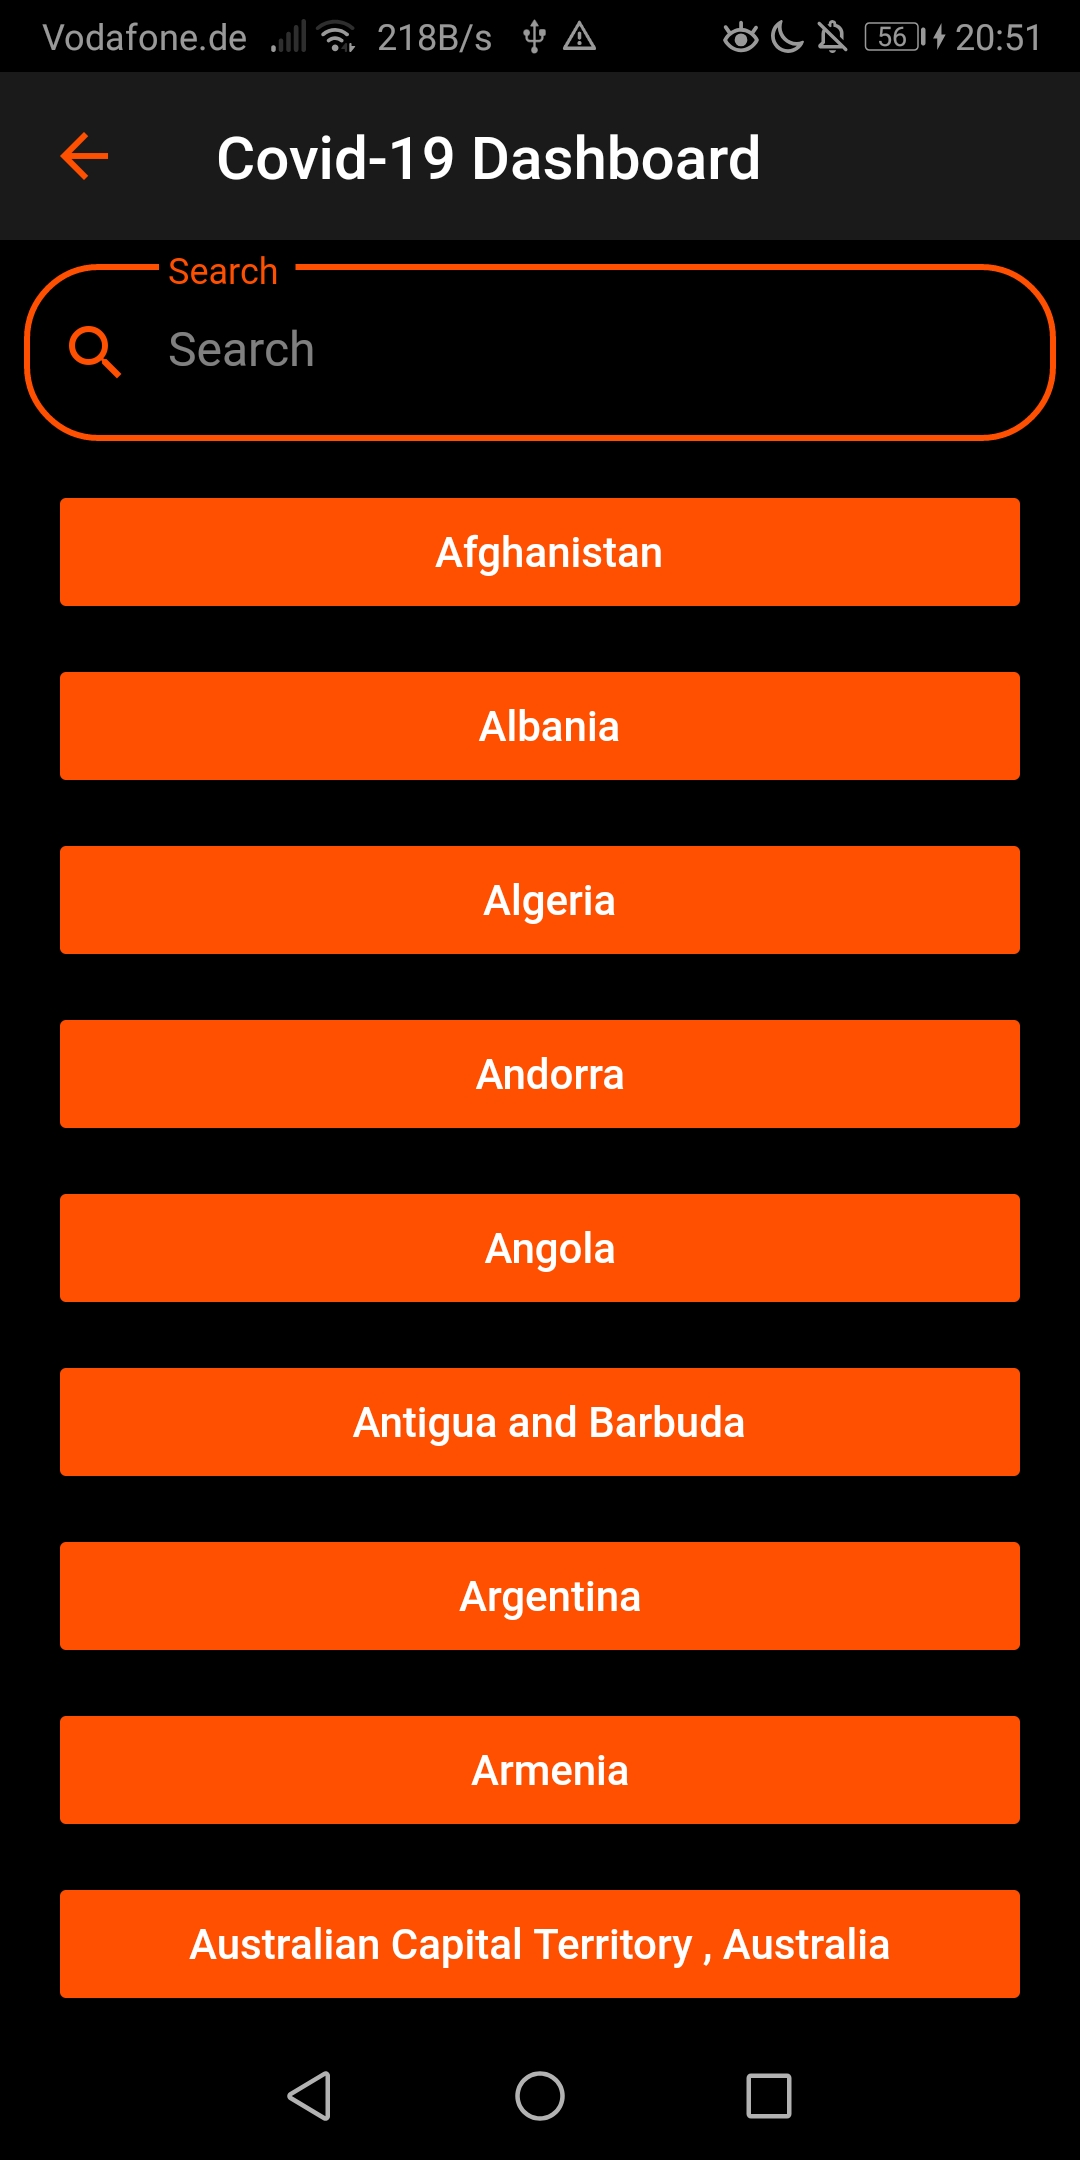 Vodafone.de 218B/s 56 20:51
Covid-19 Dashboard
Search
Search
Afghanistan
Albania
Algeria
Andorra
Angola
Antigua and Barbuda
Argentina
Armenia
Australian Capital Territory , Australia